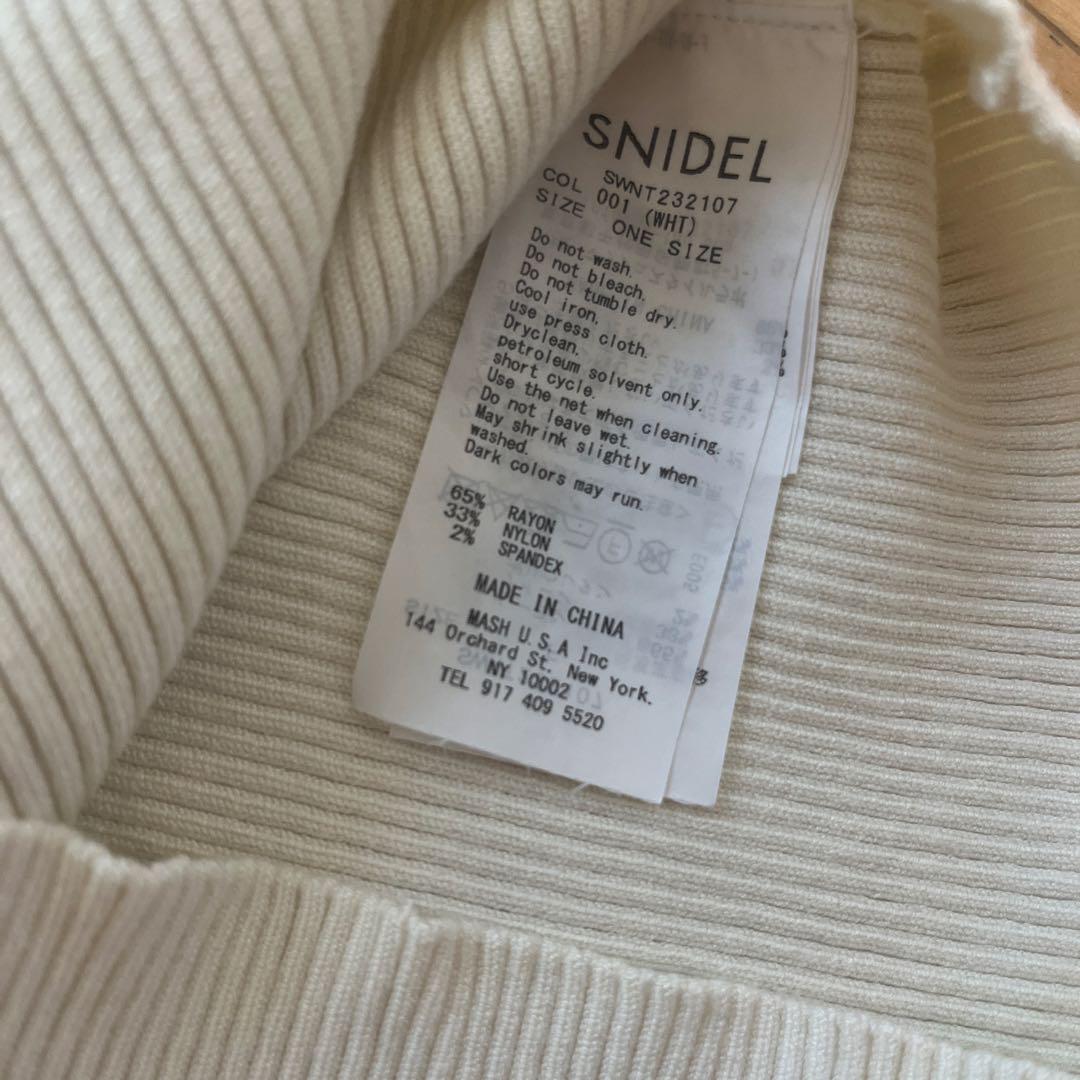 SNIDEL
SWNT232107
COL 001 (WHT)
SIZE ONE SIZE
Do not wash.
Do not bleach.
Do not tumble dry.
Cool iron.
use press cloth.
Dryclean.
petroleum solvent only.
short cycle.
Use the net when cleaning.
Do not leave wet.
May shrink slightly when
washed.
Dark colors may run.
65% RAYON
33% NYLON
2% SPANDEX
MADE IN CHINA
MASH U.S.A Inc
144 Orchard St. New York.
NY 10002
TEL 917 409 5520